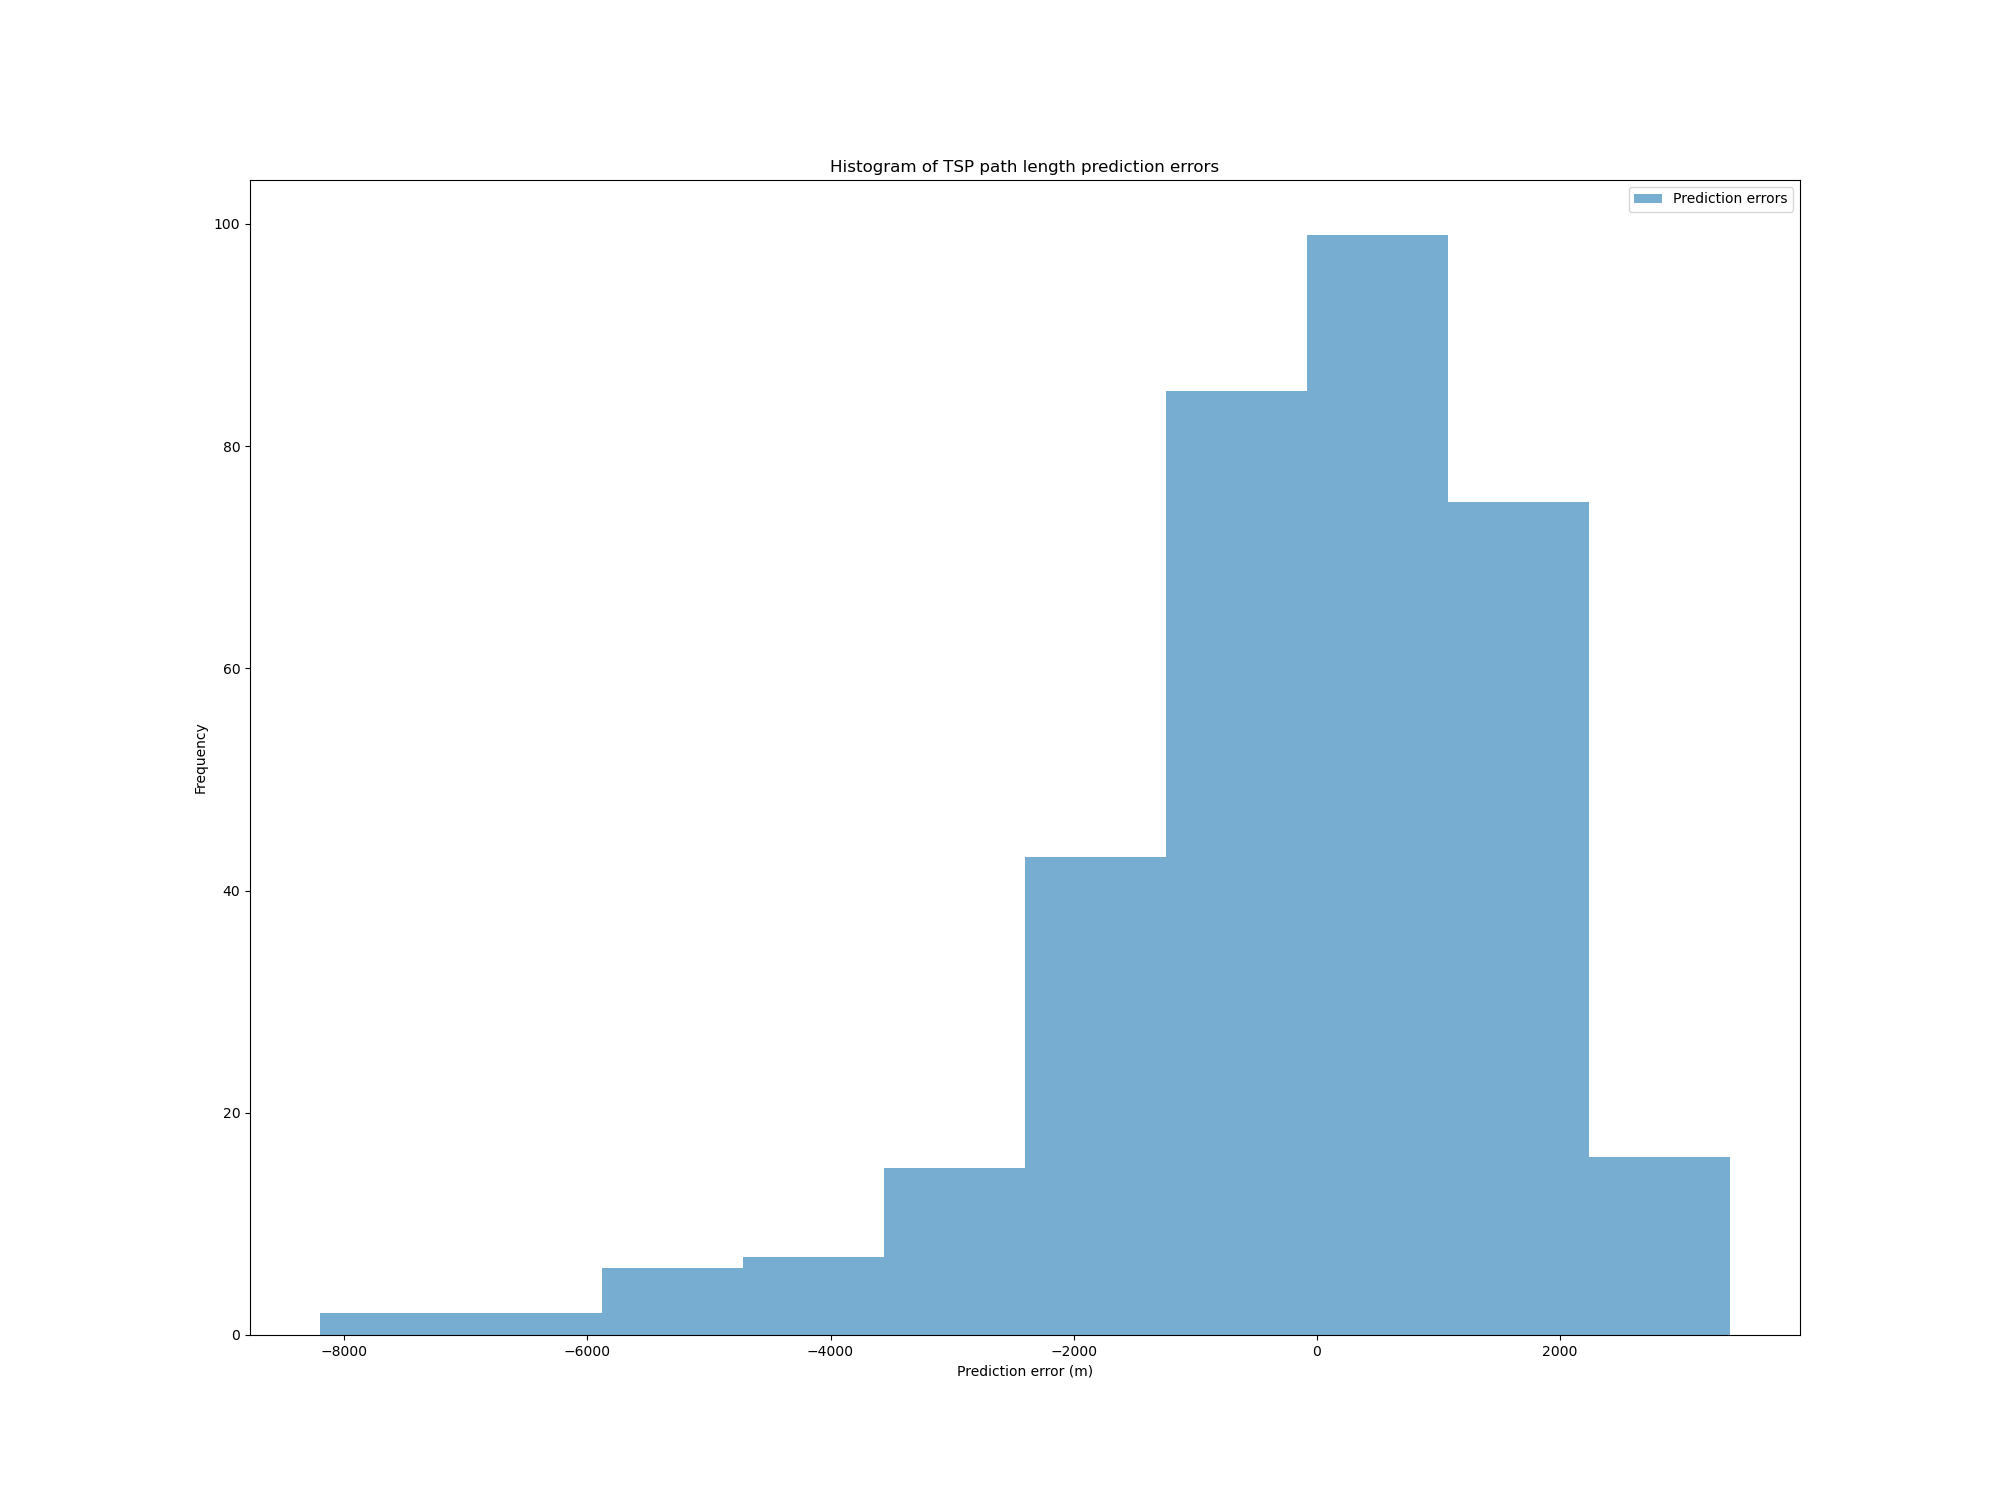 Histogram of TSP path length prediction errors
Prediction errors
100
80
60
40
20
0
Frequency
−8000 −6000 −4000 −2000 0 2000
Prediction error (m)